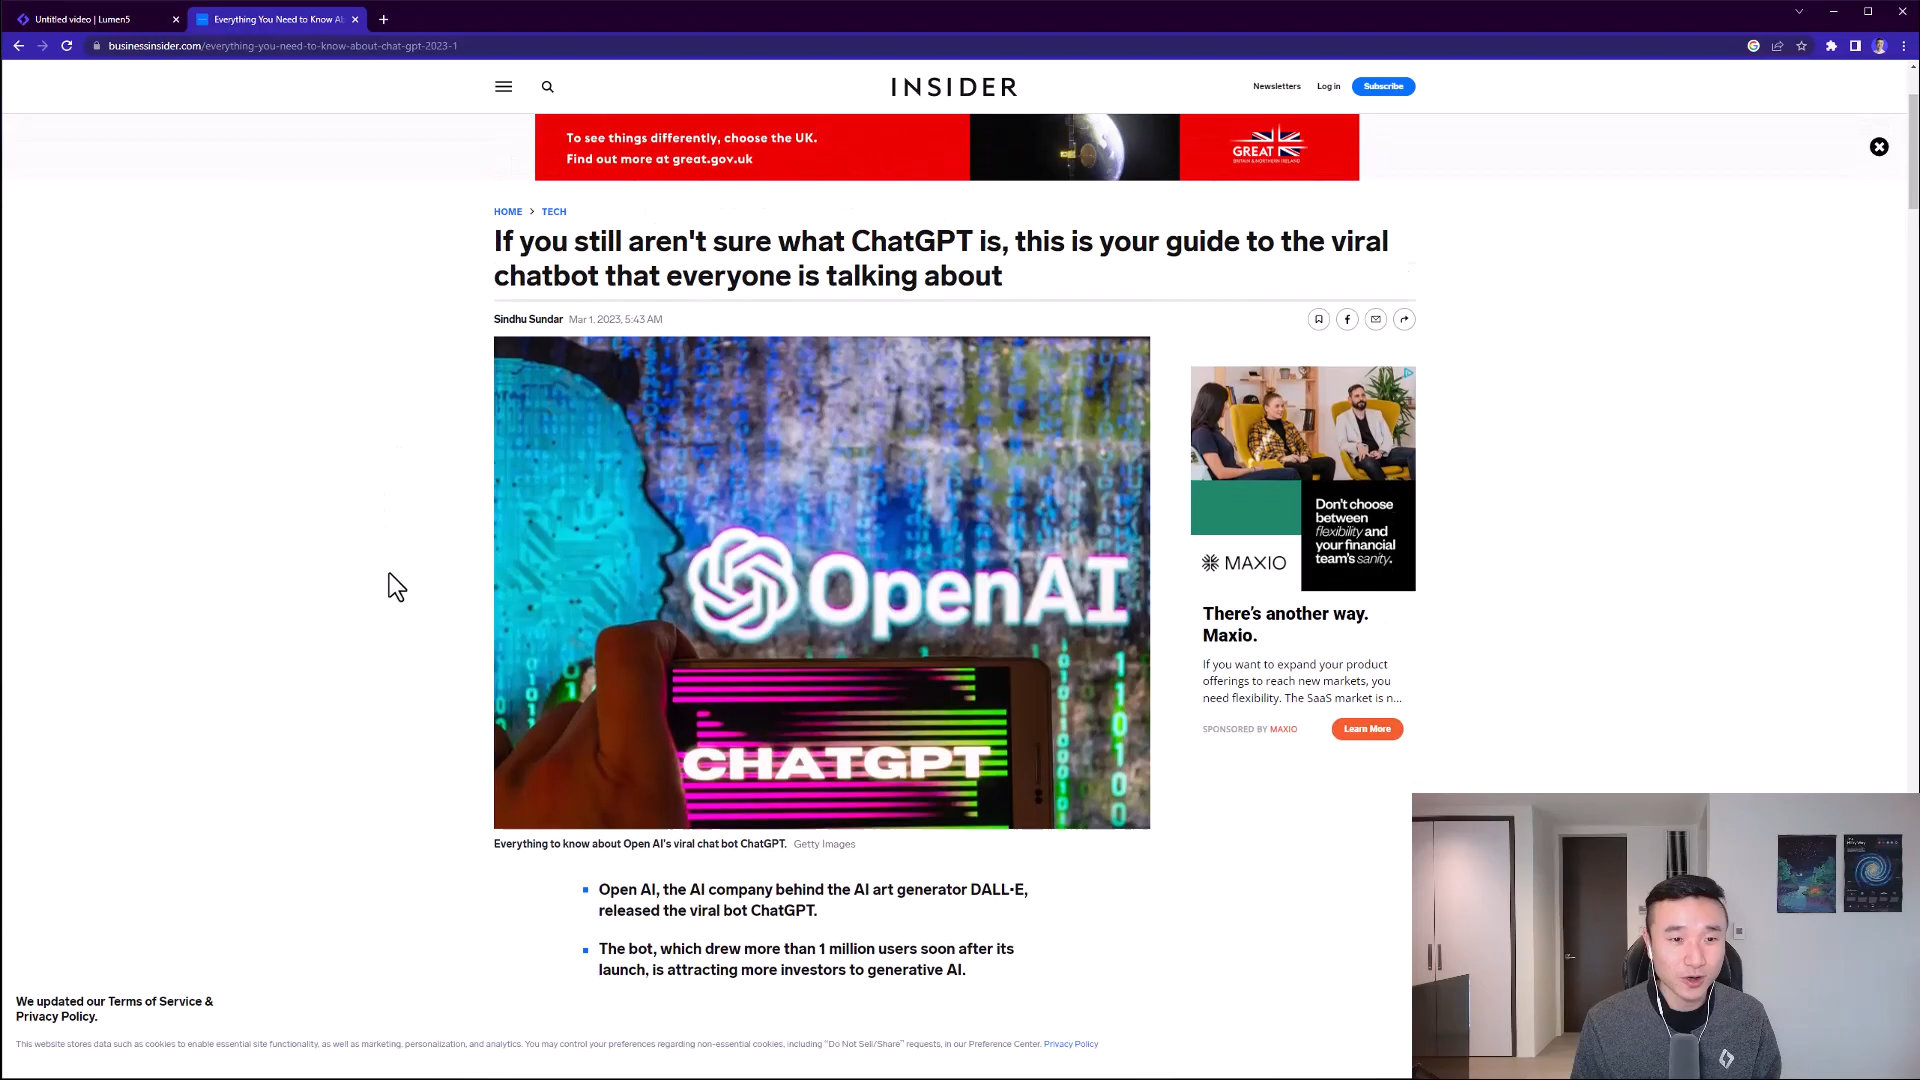 Untitled video | Lumen5
Everything You Need to Know Ab
businessinsider.com/everything-you-need-to-know-about-chat-gpt-2023-1
INSIDER
Newsletters
Log in
Subscribe
To see things differently, choose the UK.
Find out more at great.gov.uk
GREAT
BRITAIN & NORTHERN IRELAND
HOME > TECH
If you still aren't sure what ChatGPT is, this is your guide to the viral
chatbot that everyone is talking about
Sindhu Sundar Mar 1, 2023, 5:43 AM
OpenAI
CHATGPT
Don't choose
between
flexibility and
your financial
team's sanity.
MAXIO
There's another way.
Maxio.
If you want to expand your product
offerings to reach new markets, you
need flexibility. The SaaS market is n...
SPONSORED BY MAXIO
Learn More
Everything to know about Open AI's viral chat bot ChatGPT. Getty Images
Open AI, the AI company behind the AI art generator DALL•E,
released the viral bot ChatGPT.
The bot, which drew more than 1 million users soon after its
launch, is attracting more investors to generative AI.
We updated our Terms of Service &
Privacy Policy.
This website stores data such as cookies to enable essential site functionality, as well as marketing, personalization, and analytics. You may control your preferences regarding non-essential cookies, including "Do Not Sell/Share" requests, in our Preference Center. Privacy Policy